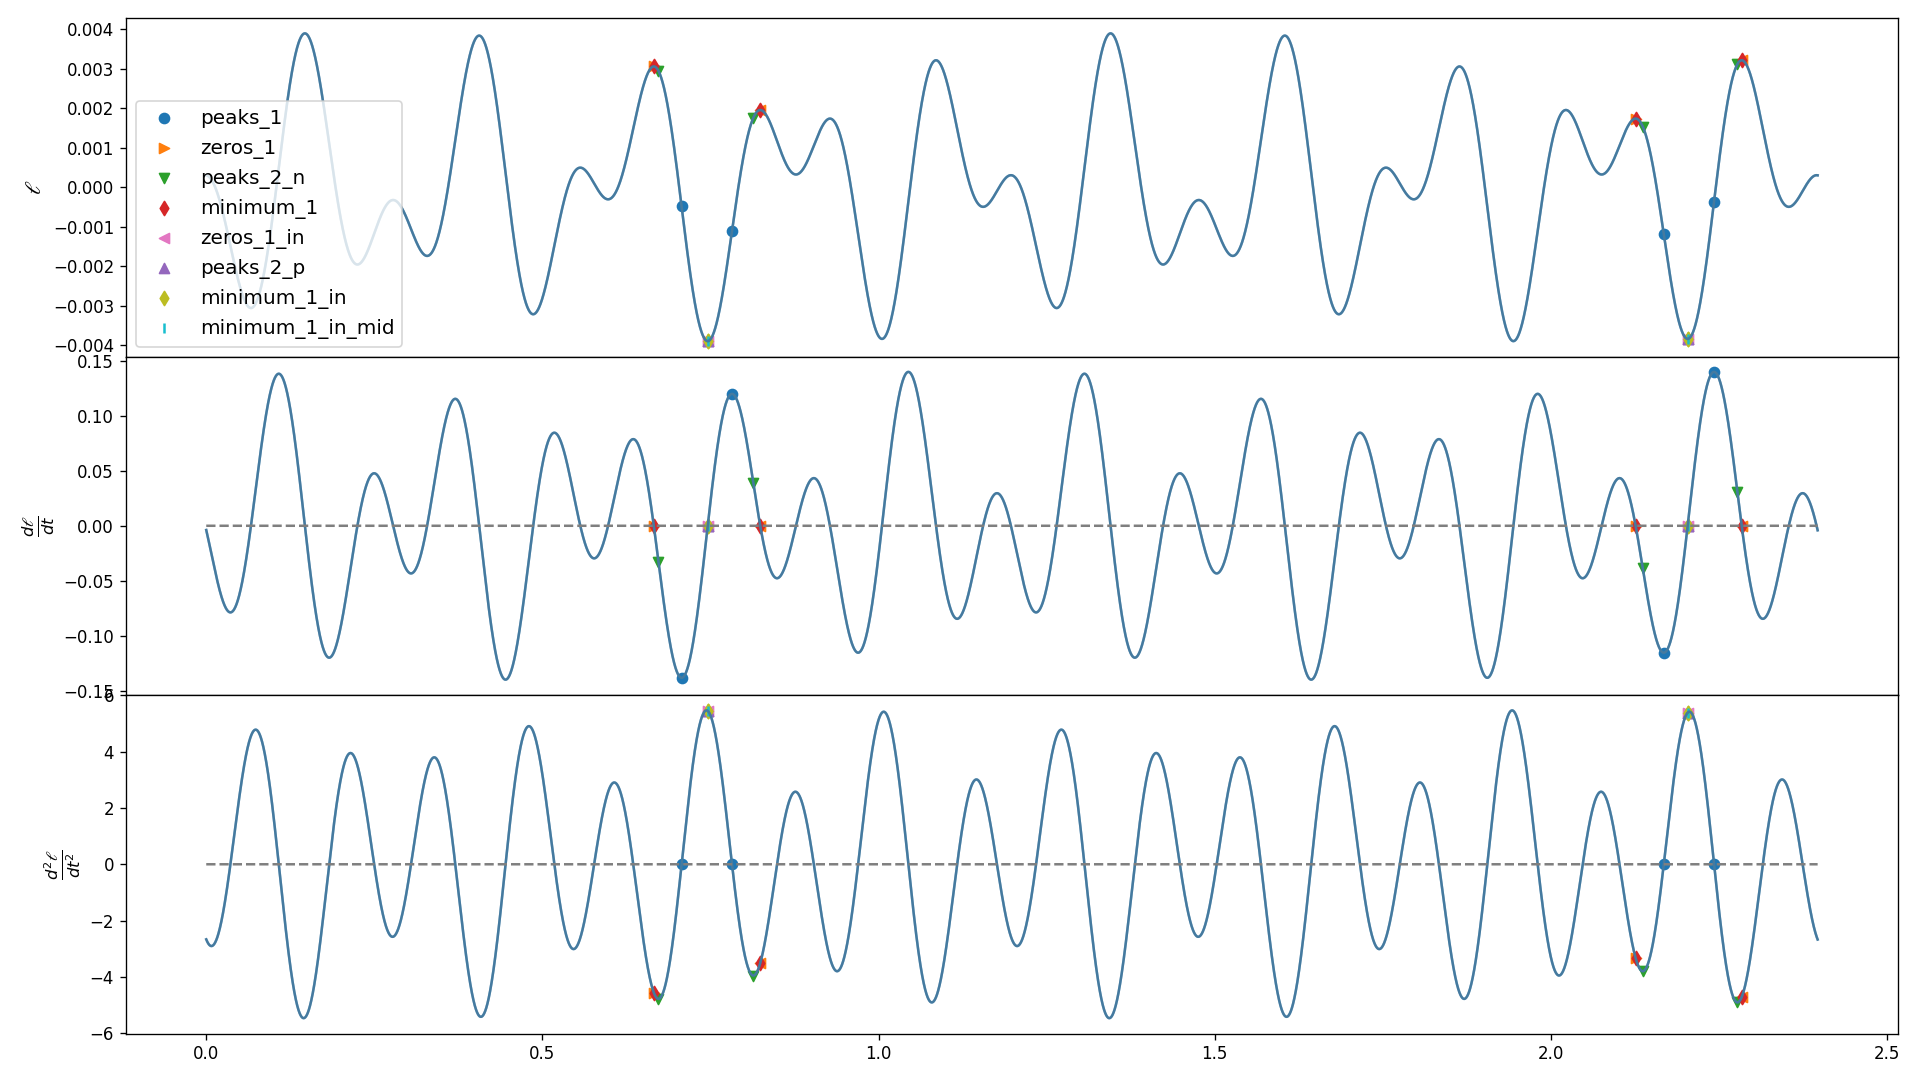 0.004
0.003
0.002
0.001
0.000
−0.001
−0.002
−0.003
−0.004
ℓ
peaks_1
zeros_1
peaks_2_n
minimum_1
zeros_1_in
peaks_2_p
minimum_1_in
minimum_1_in_mid
0.15
0.10
0.05
0.00
−0.05
−0.10
−0.15
dℓ
dt
6
4
2
0
−2
−4
−6
d²ℓ
dt²
0.0 0.5 1.0 1.5 2.0 2.5